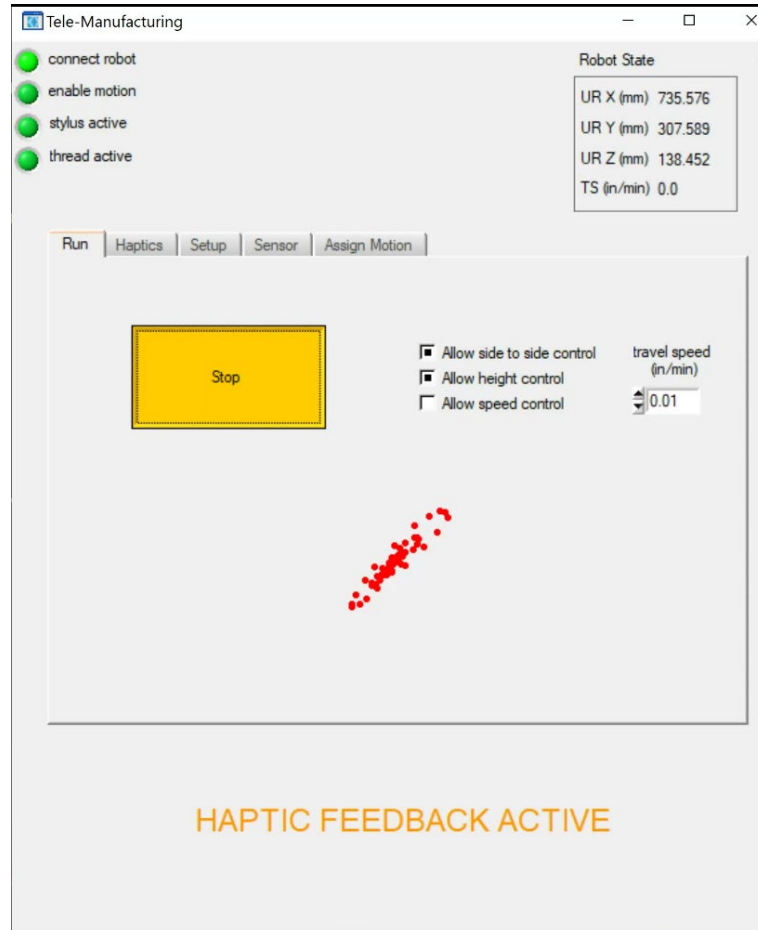 Tele-Manufacturing
connect robot
enable motion
stylus active
thread active
Robot State
UR X (mm) 735.576
UR Y (mm) 307.589
UR Z (mm) 138.452
TS (in/min) 0.0
Run Haptics Setup Sensor Assign Motion
Stop
Allow side to side control
Allow height control
Allow speed control
travel speed
(in/min)
0.01
HAPTIC FEEDBACK ACTIVE